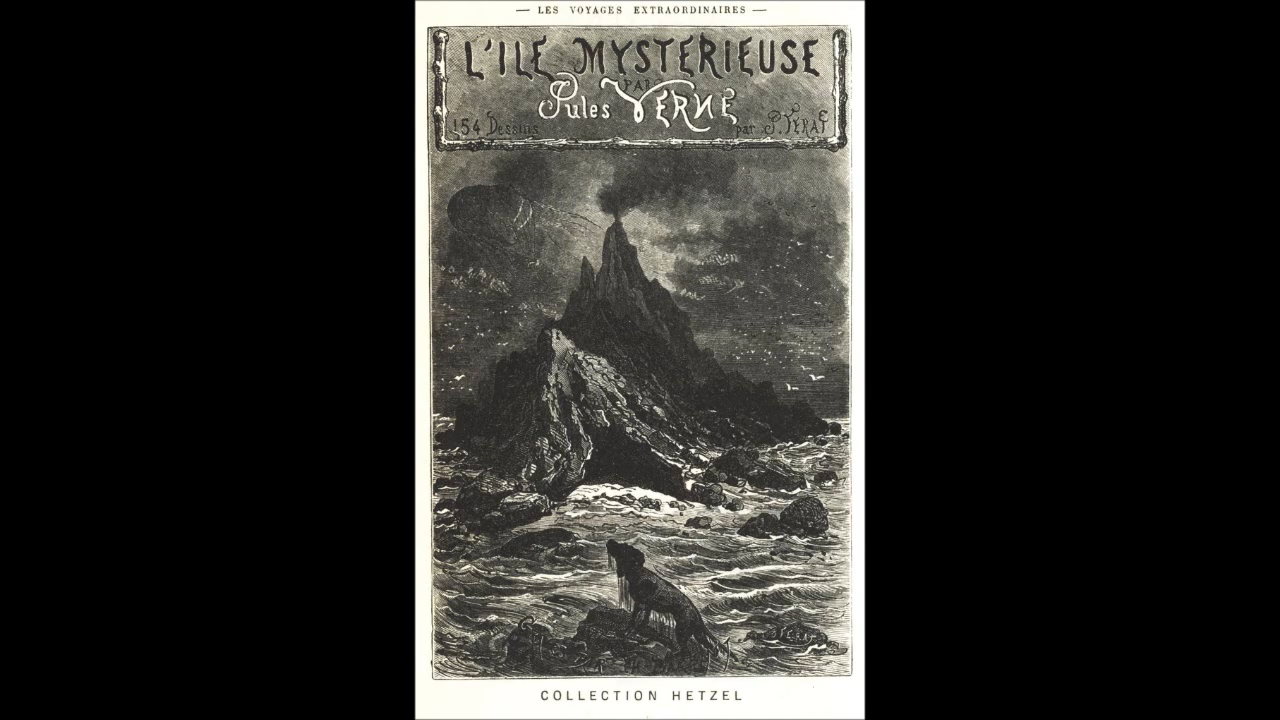 — LES VOYAGES EXTRAORDINAIRES —
L'ILE MYSTERIEUSE
PAR
Jules VERNE
154 Dessins par J. FERAT
COLLECTION HETZEL